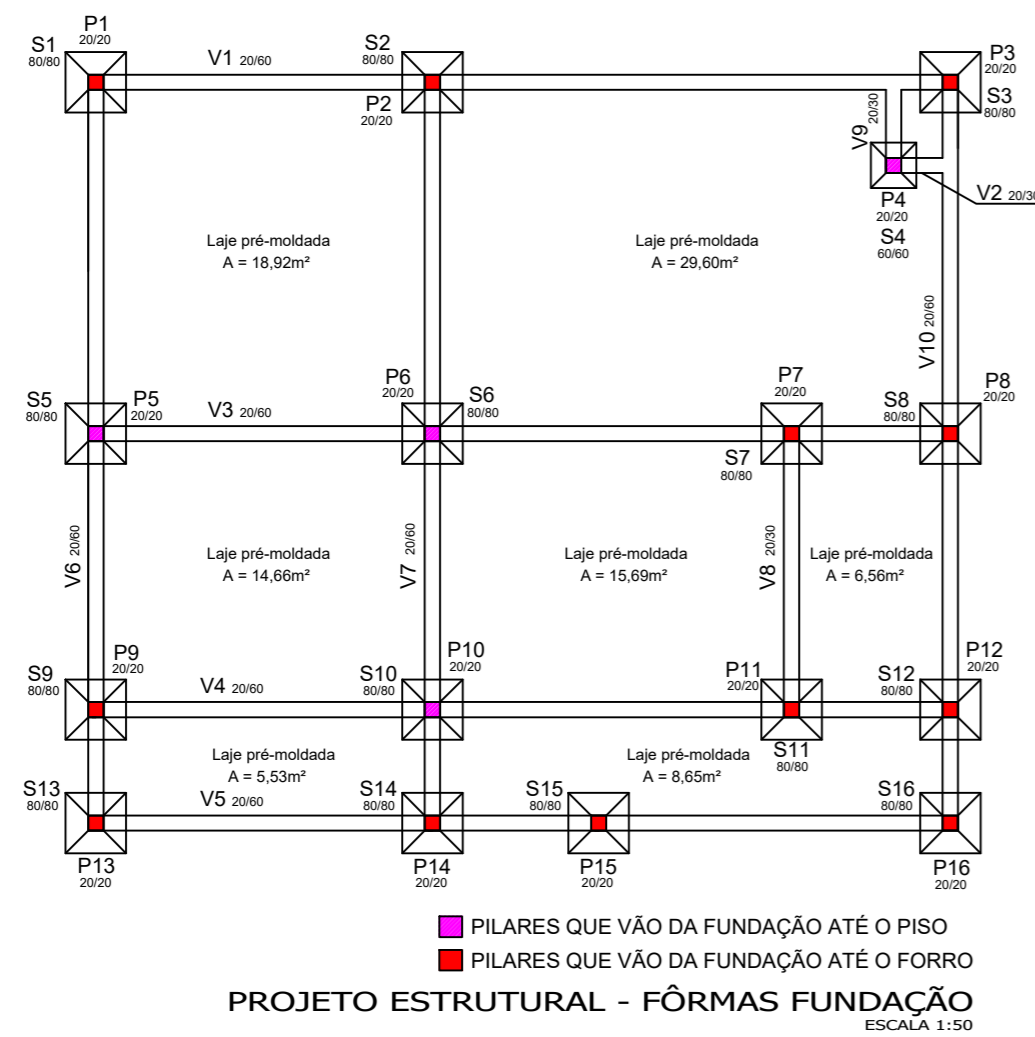 P1
20/20
S1
80/80
V1 20/60
S2
80/80
P2
20/20
P3
20/20
S3
80/80
V9 20/30
P4
20/20
S4
60/60
V2 20/30
Laje pré-moldada
A = 18,92m²
Laje pré-moldada
A = 29,60m²
V10 20/60
S5
80/80
P5
20/20
V3 20/60
P6
20/20
S6
80/80
P7
20/20
S7
80/80
S8
80/80
P8
20/20
V6 20/60
Laje pré-moldada
A = 14,66m²
V7 20/60
Laje pré-moldada
A = 15,69m²
V8 20/30
Laje pré-moldada
A = 6,56m²
S9
80/80
P9
20/20
V4 20/60
S10
80/80
P10
20/20
P11
20/20
S11
80/80
S12
80/80
P12
20/20
Laje pré-moldada
A = 5,53m²
Laje pré-moldada
A = 8,65m²
S13
80/80
P13
20/20
V5 20/60
S14
80/80
P14
20/20
S15
80/80
P15
20/20
S16
80/80
P16
20/20
PILARES QUE VÃO DA FUNDAÇÃO ATÉ O PISO
PILARES QUE VÃO DA FUNDAÇÃO ATÉ O FORRO
PROJETO ESTRUTURAL - FÔRMAS FUNDAÇÃO
ESCALA 1:50